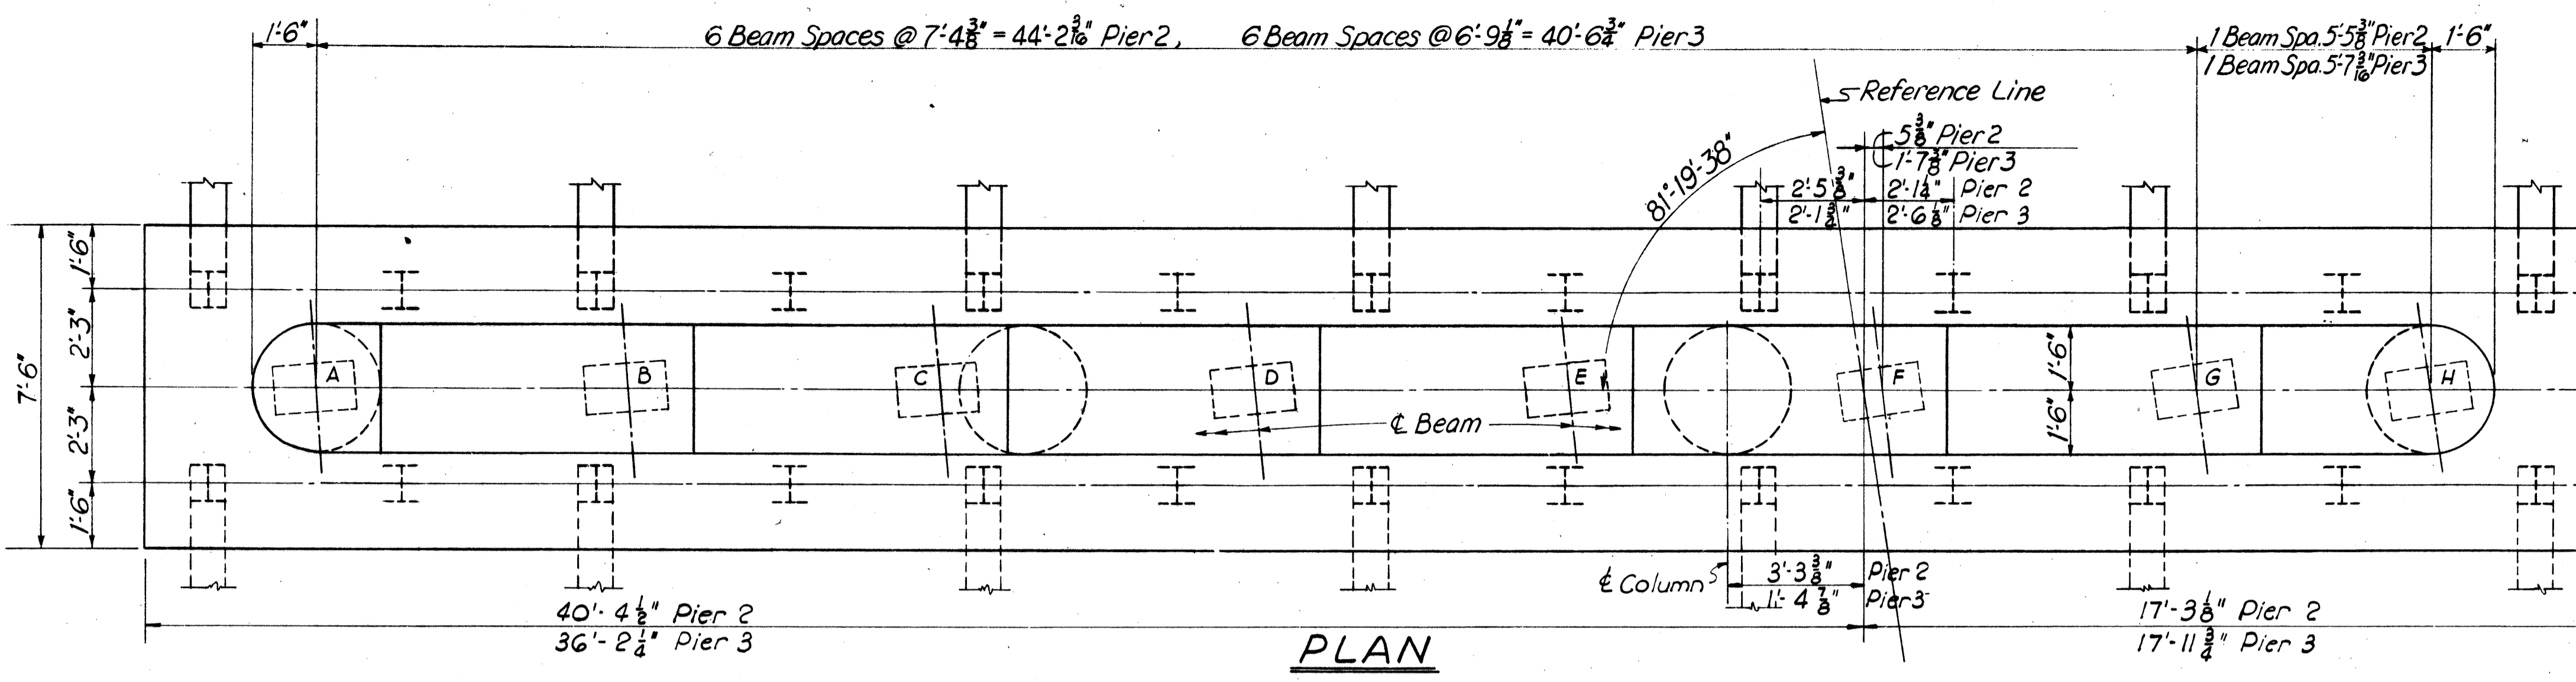 1'-6"
6 Beam Spaces @ 7'-4 3/8" = 44'-2 3/16" Pier 2, 6 Beam Spaces @ 6'-9 1/8" = 40'-6 3/4" Pier 3
1 Beam Spa. 5'-5 3/8" Pier 2
1 Beam Spa. 5'-7 3/16" Pier 3
1'-6"
Reference Line
5 3/8" Pier 2
1'-7 3/8" Pier 3
81°-19'-38"
2'-5 3/8" 2'-1 1/4" Pier 2
2'-1 3/8" 2'-6 1/8" Pier 3
7'-6"
1'-6"
2'-3"
2'-3"
1'-6"
A B C D E F G H
1'-6"
1'-6"
℄ Beam
℄ Column
3'-3 3/8" Pier 2
1'-4 7/8" Pier 3
40'-4 1/2" Pier 2
36'-2 1/4" Pier 3
17'-3 1/8" Pier 2
17'-11 3/4" Pier 3
PLAN